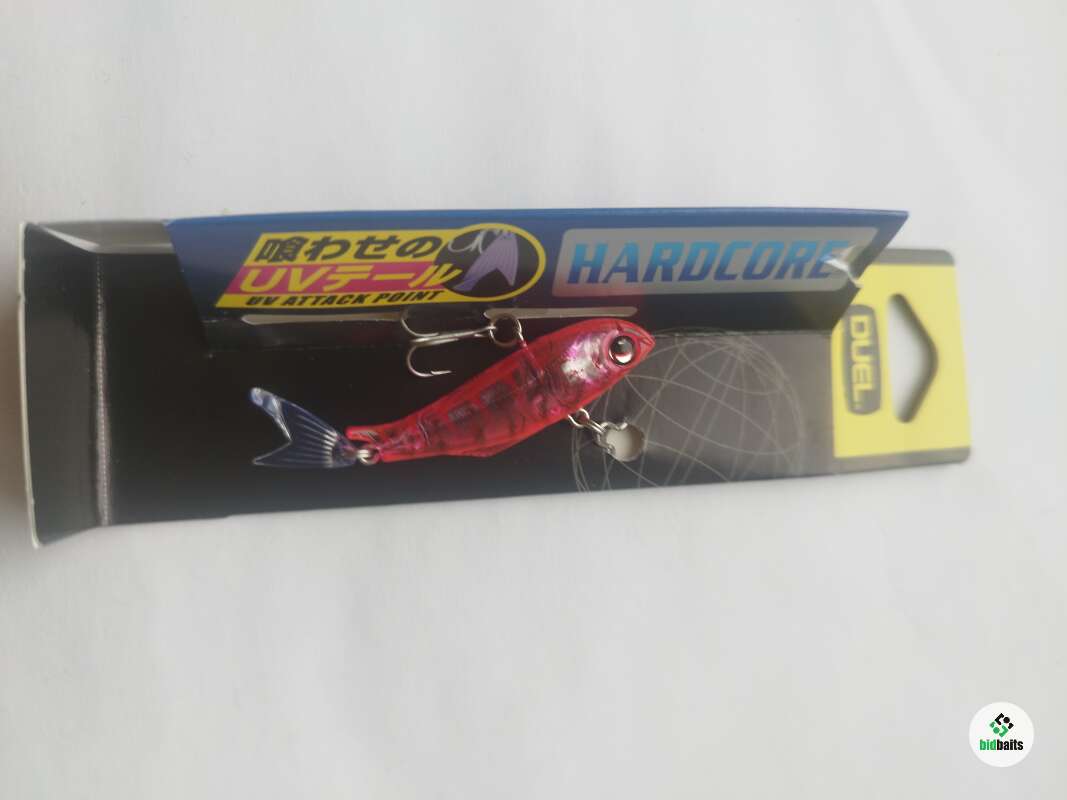 喰わせの
UVテール
UV ATTACK POINT
HARDCORE
DUEL
bidbaits